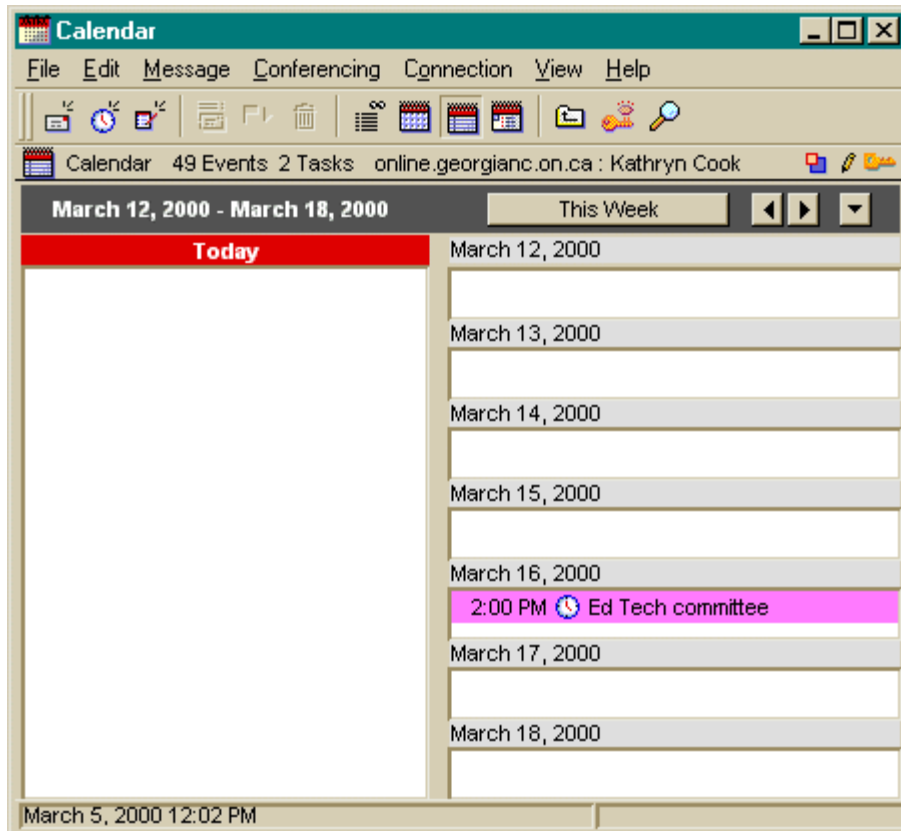 Calendar
File Edit Message Conferencing Connection View Help
Calendar 49 Events 2 Tasks online.georgianc.on.ca : Kathryn Cook
March 12, 2000 - March 18, 2000 This Week
Today
March 12, 2000
March 13, 2000
March 14, 2000
March 15, 2000
March 16, 2000
2:00 PM Ed Tech committee
March 17, 2000
March 18, 2000
March 5, 2000 12:02 PM